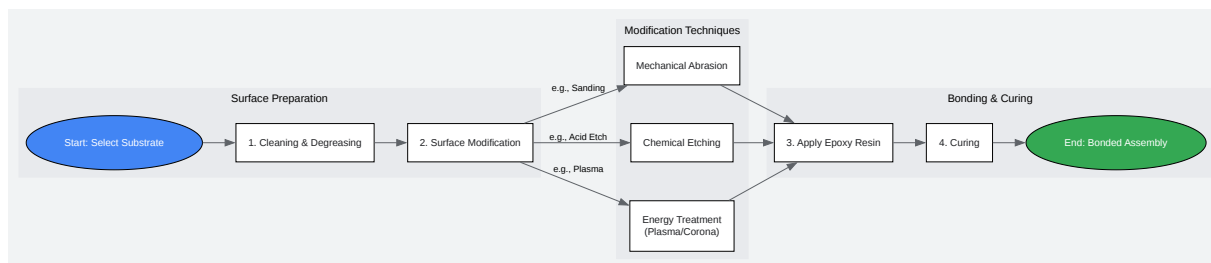 Modification Techniques
Mechanical Abrasion
e.g., Sanding
Surface Preparation
Bonding & Curing
Start: Select Substrate
1. Cleaning & Degreasing
2. Surface Modification
e.g., Acid Etch
Chemical Etching
3. Apply Epoxy Resin
4. Curing
End: Bonded Assembly
e.g., Plasma
Energy Treatment
(Plasma/Corona)